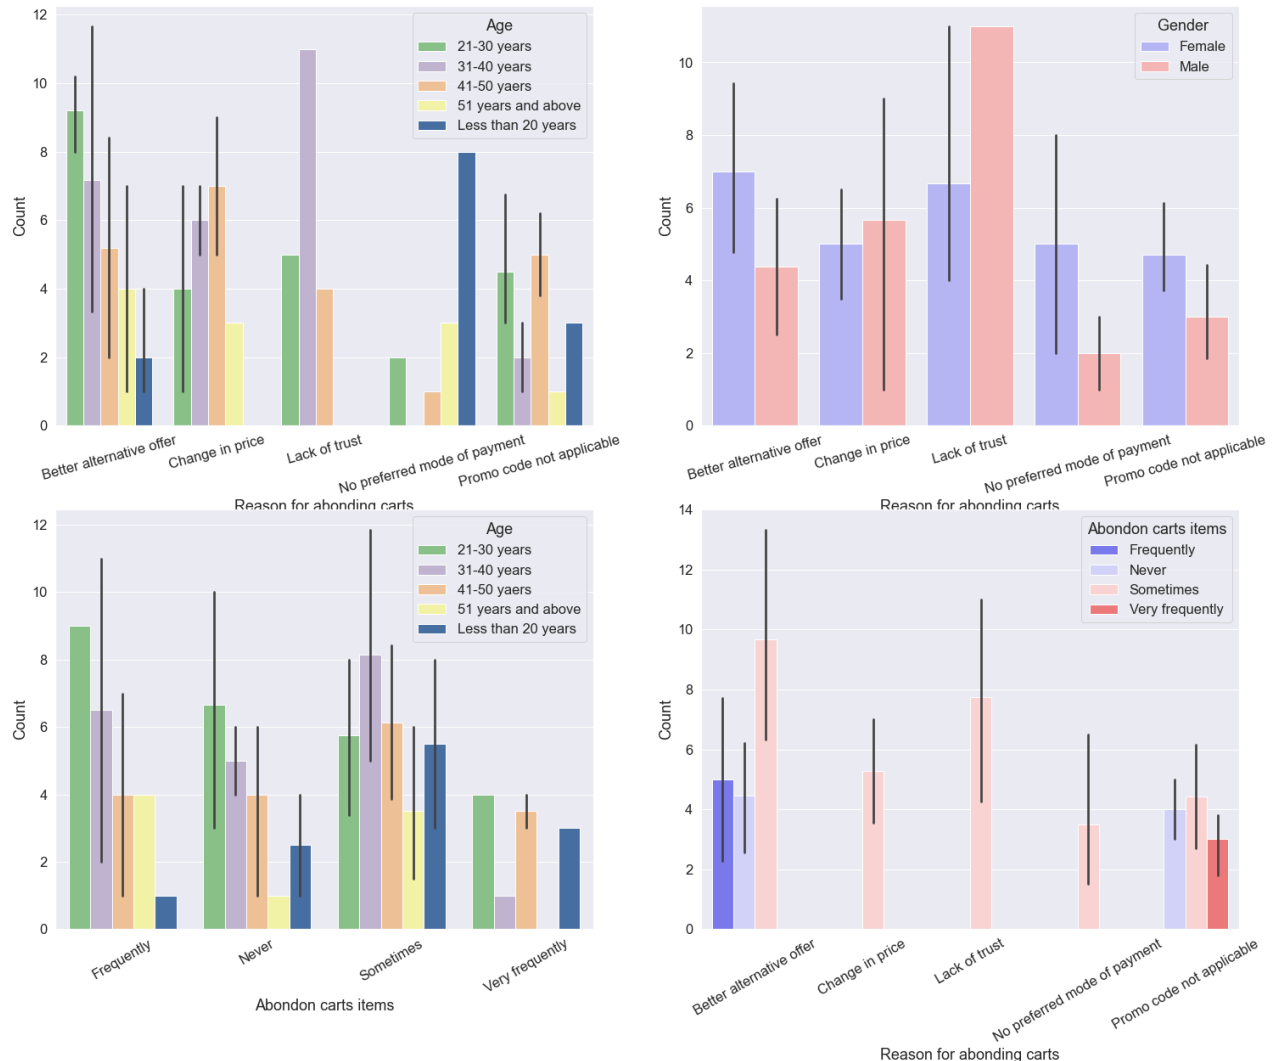 12
10
8
6
4
2
0
Count
Age
21-30 years
31-40 years
41-50 yaers
51 years and above
Less than 20 years
Better alternative offer
Change in price
Lack of trust
No preferred mode of payment
Promo code not applicable
Reason for abonding carts
10
8
6
4
2
0
Count
Gender
Female
Male
Better alternative offer
Change in price
Lack of trust
No preferred mode of payment
Promo code not applicable
Reason for abonding carts
12
10
8
6
4
2
0
Count
Age
21-30 years
31-40 years
41-50 yaers
51 years and above
Less than 20 years
Frequently
Never
Sometimes
Very frequently
Abondon carts items
14
12
10
8
6
4
2
0
Count
Abondon carts items
Frequently
Never
Sometimes
Very frequently
Better alternative offer
Change in price
Lack of trust
No preferred mode of payment
Promo code not applicable
Reason for abonding carts